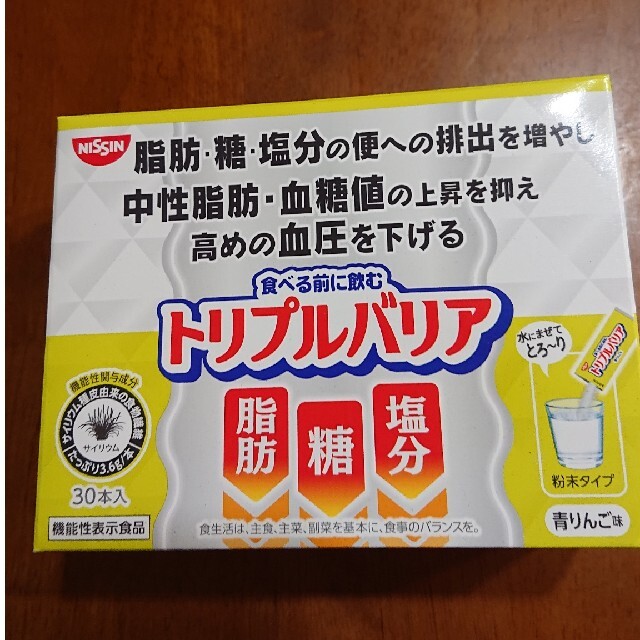 NISSIN
脂肪・糖・塩分の便への排出を増やし
中性脂肪・血糖値の上昇を抑え
高めの血圧を下げる
食べる前に飲む
トリプルバリア
水にまぜて
とろ〜り
トリプルバリア
機能性関与成分
サイリウム種皮由来の食物繊維
サイリウム
たっぷり3.6g/本
30本入
機能性表示食品
脂肪
糖
塩分
粉末タイプ
青りんご味
食生活は、主食、主菜、副菜を基本に、食事のバランスを。